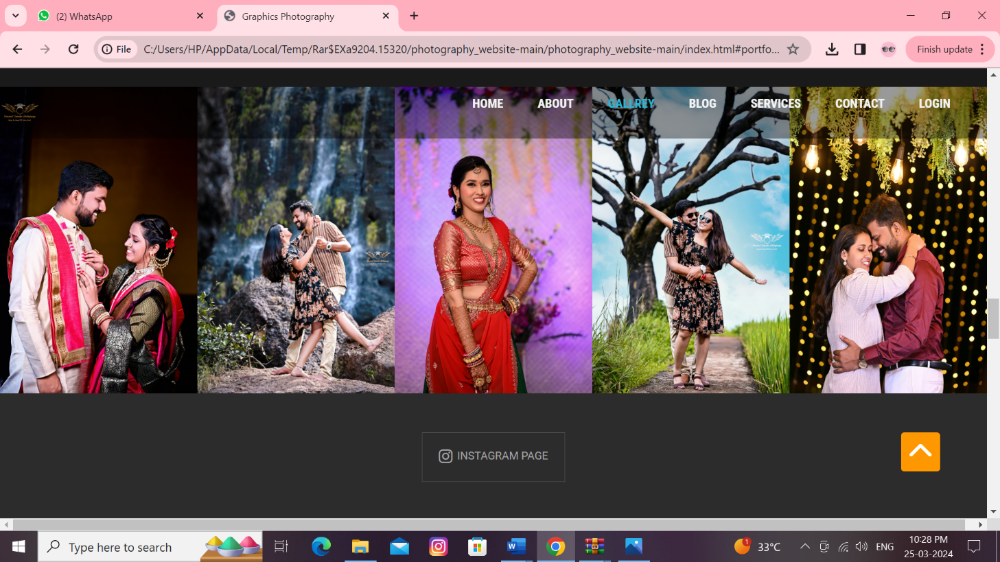 (2) WhatsApp
Graphics Photography
File
C:/Users/HP/AppData/Local/Temp/Rar$EXa9204.15320/photography_website-main/photography_website-main/index.html#portfo...
Finish update
HOME ABOUT GALLREY BLOG SERVICES CONTACT LOGIN
INSTAGRAM PAGE
Type here to search
W
1
33°C
ENG
10:28 PM
25-03-2024